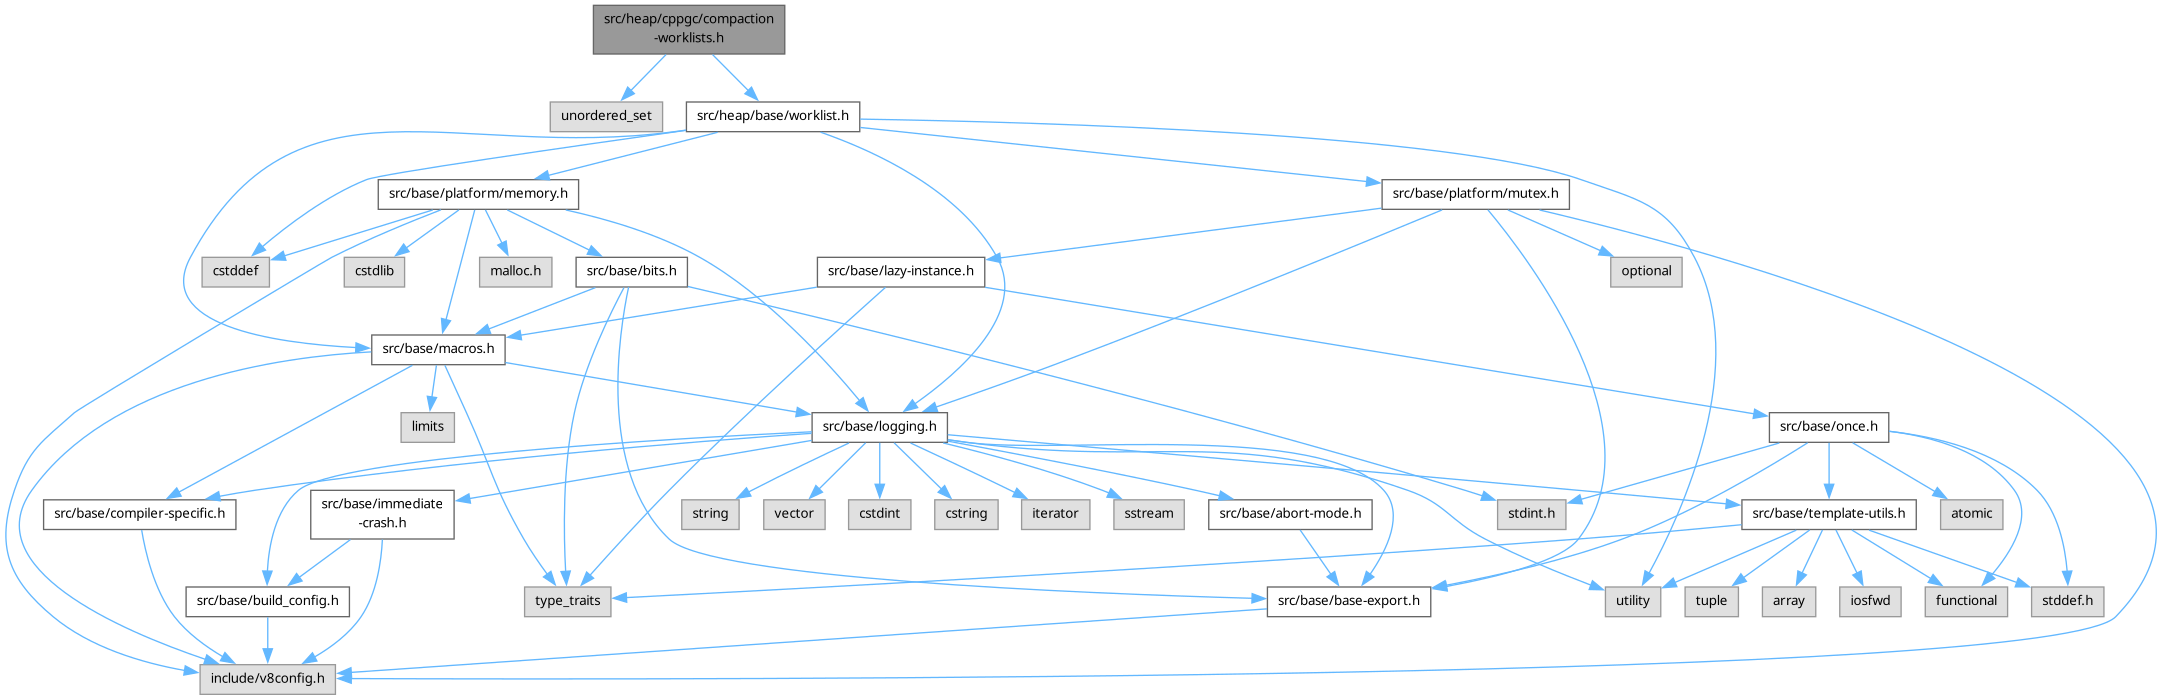 src/heap/cppgc/compaction
-worklists.h
unordered_set
src/heap/base/worklist.h
src/base/platform/memory.h
src/base/platform/mutex.h
cstddef
cstdlib
malloc.h
src/base/bits.h
src/base/lazy-instance.h
optional
src/base/macros.h
limits
src/base/logging.h
src/base/once.h
src/base/compiler-specific.h
src/base/immediate
-crash.h
string
vector
cstdint
cstring
iterator
sstream
src/base/abort-mode.h
stdint.h
src/base/template-utils.h
atomic
src/base/build_config.h
type_traits
src/base/base-export.h
utility
tuple
array
iosfwd
functional
stddef.h
include/v8config.h